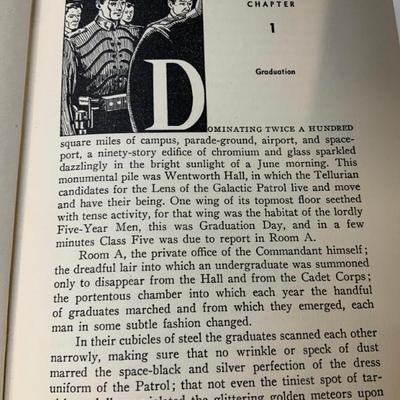 CHAPTER
1
Graduation
DOMINATING TWICE A HUNDRED
square miles of campus, parade-ground, airport, and space-
port, a ninety-story edifice of chromium and glass sparkled
dazzlingly in the bright sunlight of a June morning. This
monumental pile was Wentworth Hall, in which the Tellurian
candidates for the Lens of the Galactic Patrol live and move
and have their being. One wing of its topmost floor seethed
with tense activity, for that wing was the habitat of the lordly
Five-Year Men, this was Graduation Day, and in a few
minutes Class Five was due to report in Room A.
Room A, the private office of the Commandant himself;
the dreadful lair into which an undergraduate was summoned
only to disappear from the Hall and from the Cadet Corps;
the portentous chamber into which each year the handful
of graduates marched and from which they emerged, each
man in some subtle fashion changed.
In their cubicles of steel the graduates scanned each other
narrowly, making sure that no wrinkle or speck of dust
marred the space-black and silver perfection of the dress
uniform of the Patrol; that not even the tiniest spot of tar-
violated the glittering golden meteors upon